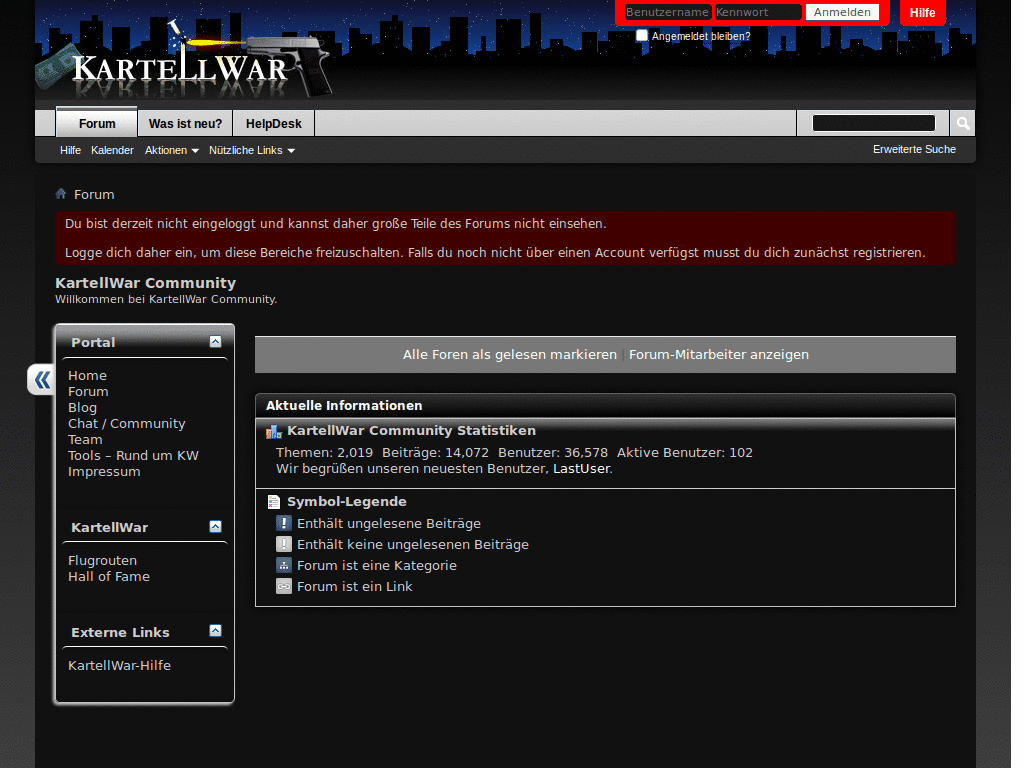 Benutzername Kennwort Anmelden Hilfe
Angemeldet bleiben?
KARTELLWAR
Forum Was ist neu? HelpDesk
Hilfe Kalender Aktionen Nützliche Links Erweiterte Suche
Forum
Du bist derzeit nicht eingeloggt und kannst daher große Teile des Forums nicht einsehen.
Logge dich daher ein, um diese Bereiche freizuschalten. Falls du noch nicht über einen Account verfügst musst du dich zunächst registrieren.
KartellWar Community
Willkommen bei KartellWar Community.
Portal
Home
Forum
Blog
Chat / Community
Team
Tools – Rund um KW
Impressum
KartellWar
Flugrouten
Hall of Fame
Externe Links
KartellWar-Hilfe
Alle Foren als gelesen markieren | Forum-Mitarbeiter anzeigen
Aktuelle Informationen
KartellWar Community Statistiken
Themen: 2,019 Beiträge: 14,072 Benutzer: 36,578 Aktive Benutzer: 102
Wir begrüßen unseren neuesten Benutzer, LastUser.
Symbol-Legende
Enthält ungelesene Beiträge
Enthält keine ungelesenen Beiträge
Forum ist eine Kategorie
Forum ist ein Link